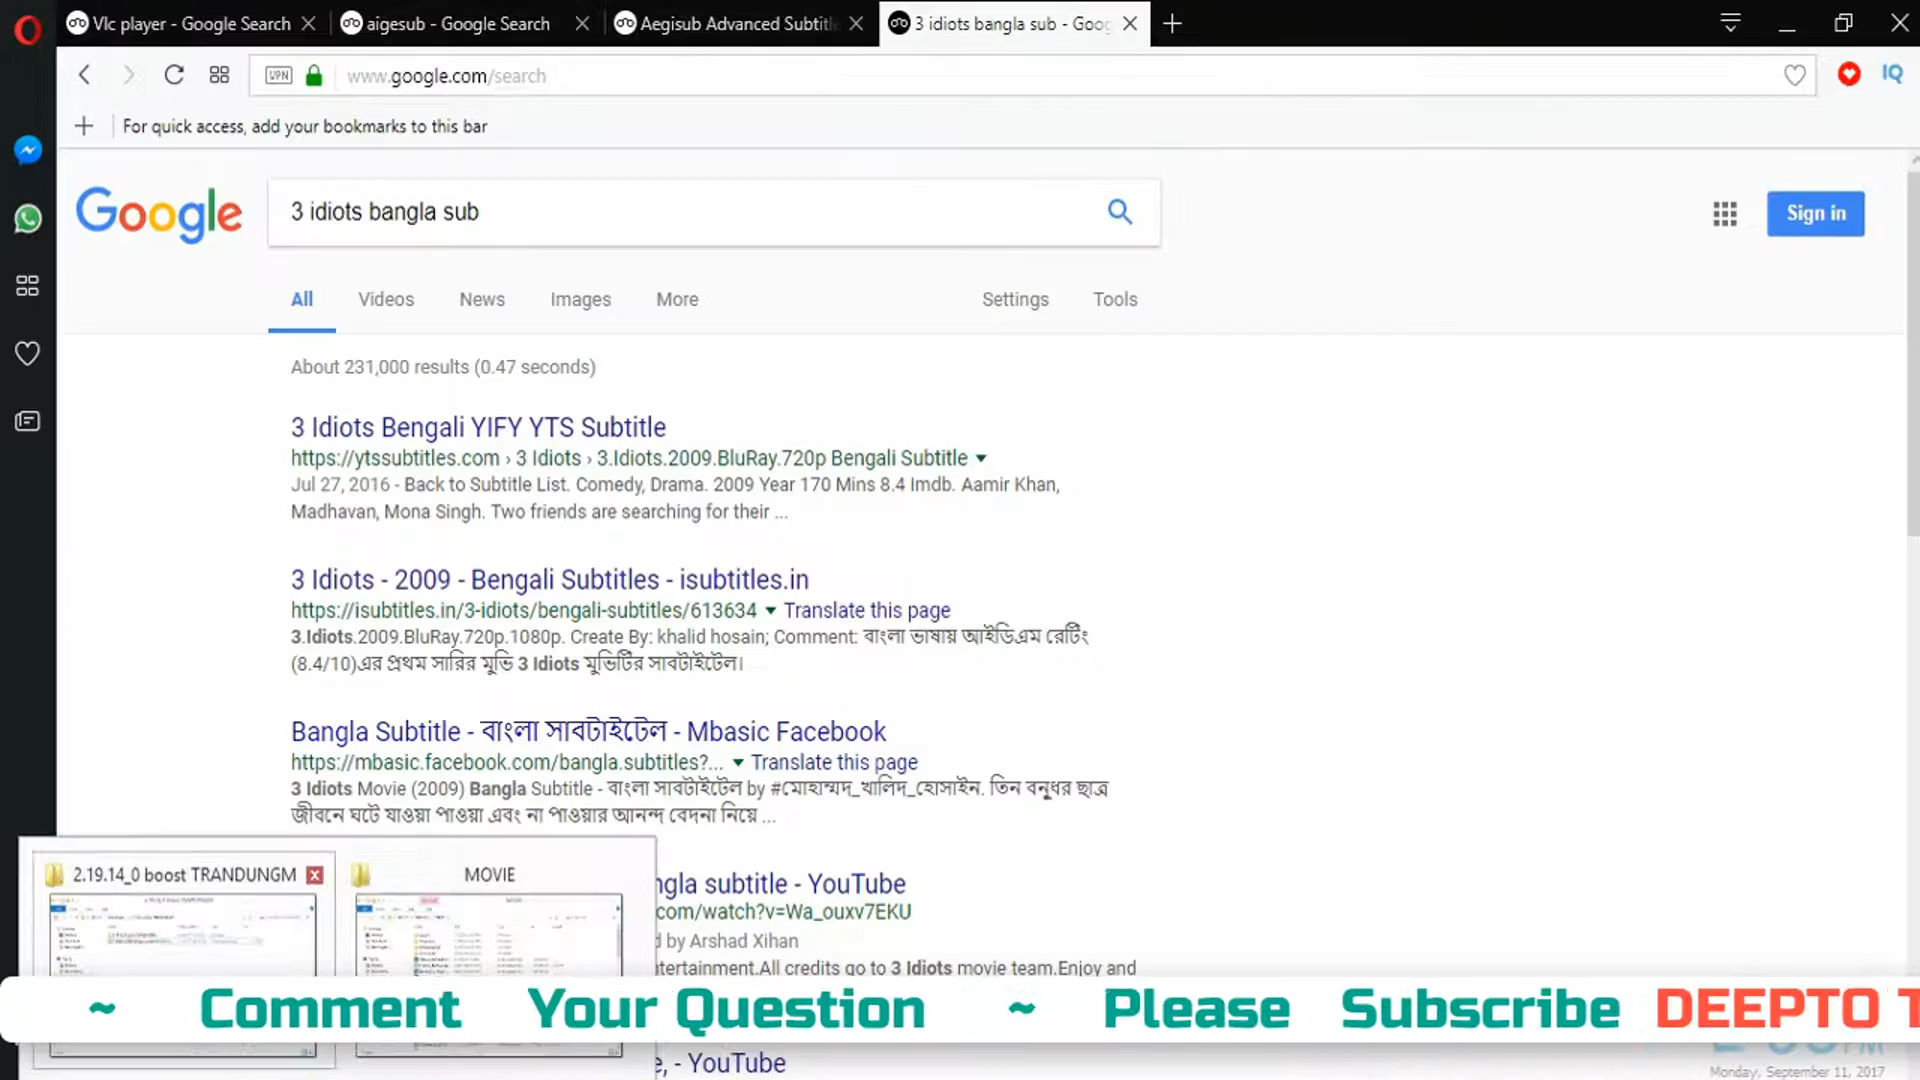 Vlc player - Google Search
aigesub - Google Search
Aegisub Advanced Subtitle
3 idiots bangla sub - Goog
VPN
www.google.com/search
IQ
For quick access, add your bookmarks to this bar
Google
3 idiots bangla sub
Sign in
All
Videos
News
Images
More
Settings
Tools
About 231,000 results (0.47 seconds)
3 Idiots Bengali YIFY YTS Subtitle
https://ytssubtitles.com › 3 Idiots › 3.Idiots.2009.BluRay.720p Bengali Subtitle
Jul 27, 2016 - Back to Subtitle List. Comedy, Drama. 2009 Year 170 Mins 8.4 Imdb. Aamir Khan,
Madhavan, Mona Singh. Two friends are searching for their ...
3 Idiots - 2009 - Bengali Subtitles - isubtitles.in
https://isubtitles.in/3-idiots/bengali-subtitles/613634 Translate this page
3.Idiots.2009.BluRay.720p.1080p. Create By: khalid hosain; Comment: বাংলা ভাষায় আইডিএম রেটিং
(8.4/10)এর প্রথম সারির মুভি 3 Idiots মুভিটির সাবটাইটেল।
Bangla Subtitle - বাংলা সাবটাইটেল - Mbasic Facebook
https://mbasic.facebook.com/bangla.subtitles?... Translate this page
3 Idiots Movie (2009) Bangla Subtitle - বাংলা সাবটাইটেল by #মোহাম্মদ_খালিদ_হোসাইন. তিন বন্ধুর ছাত্র
জীবনে ঘটে যাওয়া পাওয়া এবং না পাওয়ার আনন্দ বেদনা নিয়ে ...
2.19.14_0 boost TRANDUNGM
MOVIE
ngla subtitle - YouTube
com/watch?v=Wa_ouxv7EKU
d by Arshad Xihan
ntertainment.All credits go to 3 Idiots movie team.Enjoy and
~ Comment Your Question ~ Please Subscribe DEEPTO T
e, - YouTube
Monday, September 11, 2017